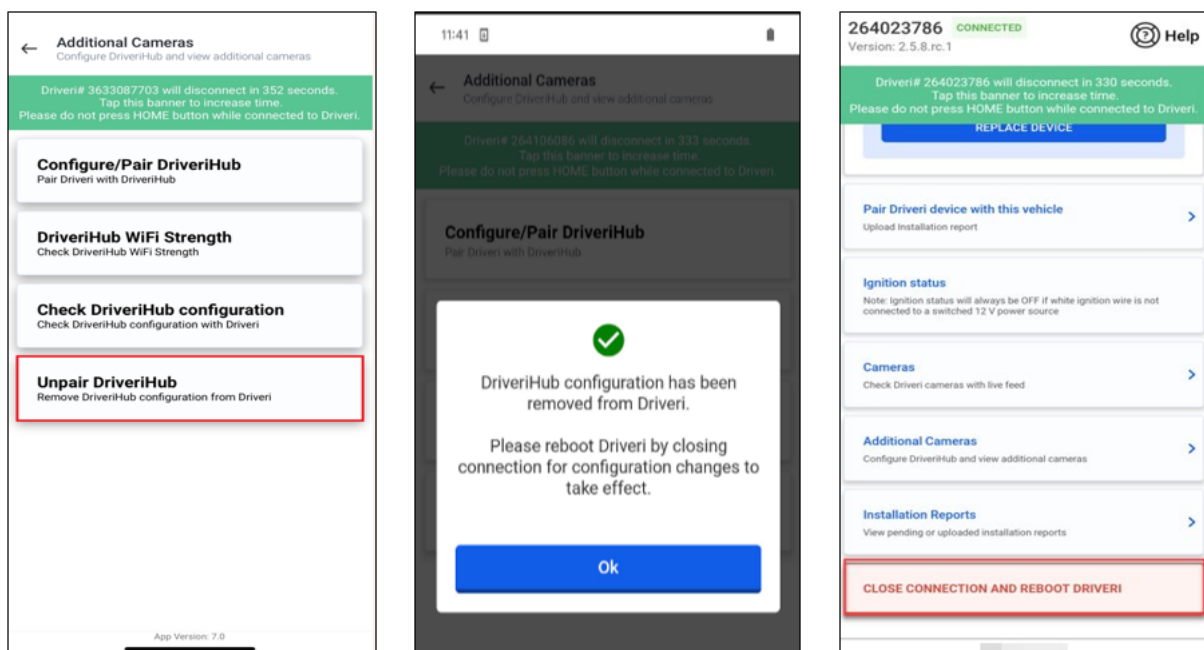 Additional Cameras
Configure DriveriHub and view additional cameras
Driveri# 3633087703 will disconnect in 352 seconds.
Tap this banner to increase time.
Please do not press HOME button while connected to Driveri.
Configure/Pair DriveriHub
Pair Driveri with DriveriHub
DriveriHub WiFi Strength
Check DriveriHub WiFi Strength
Check DriveriHub configuration
Check DriveriHub configuration with Driveri
Unpair DriveriHub
Remove DriveriHub configuration from Driveri
App Version: 7.0
11:41
Additional Cameras
Configure DriveriHub and view additional cameras
Driveri# 264106086 will disconnect in 333 seconds.
Tap this banner to increase time.
Please do not press HOME button while connected to Driveri.
Configure/Pair DriveriHub
Pair Driveri with DriveriHub
DriveriHub configuration has been
removed from Driveri.
Please reboot Driveri by closing
connection for configuration changes to
take effect.
Ok
264023786 CONNECTED
Help
Version: 2.5.8.rc.1
Driveri# 264023786 will disconnect in 330 seconds.
Tap this banner to increase time.
Please do not press HOME button while connected to Driveri.
REPLACE DEVICE
Pair Driveri device with this vehicle
Upload Installation report
Ignition status
Note: Ignition status will always be OFF if white ignition wire is not
connected to a switched 12 V power source
Cameras
Check Driveri cameras with live feed
Additional Cameras
Configure DriveriHub and view additional cameras
Installation Reports
View pending or uploaded installation reports
CLOSE CONNECTION AND REBOOT DRIVERI